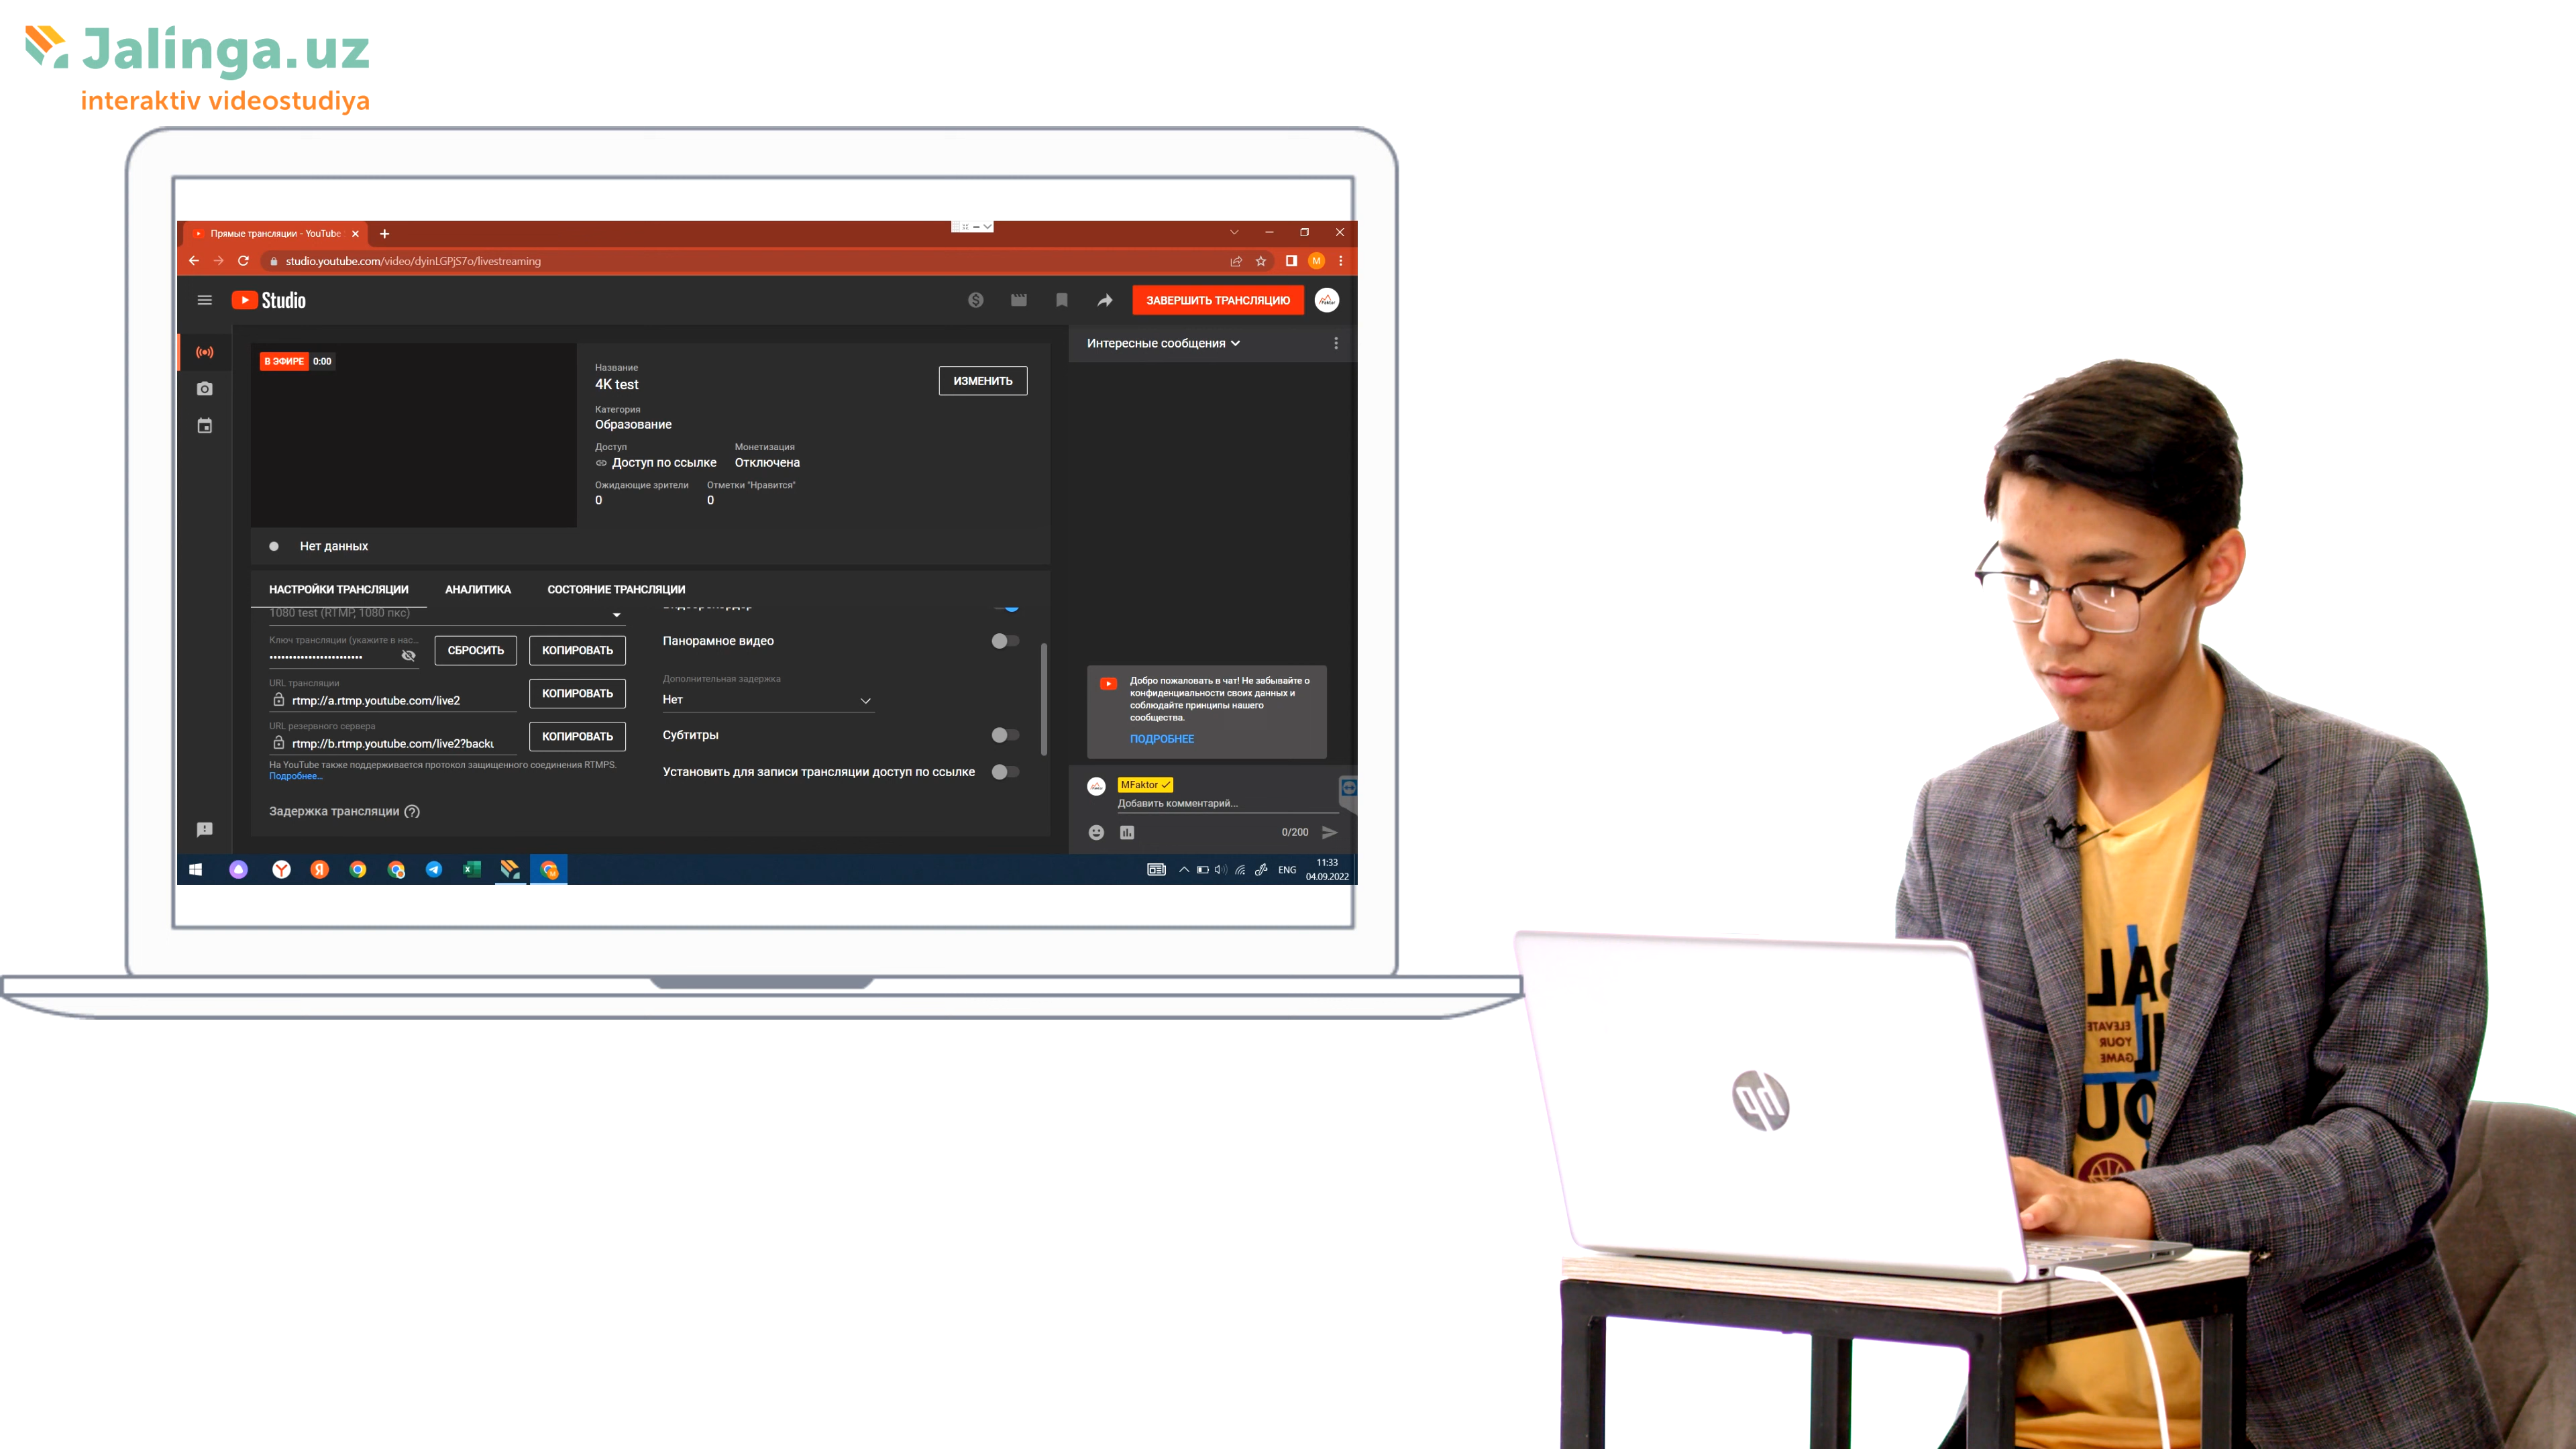 Jalinga.uz
interaktiv videostudiya
Прямые трансляции - YouTube
studio.youtube.com/video/dyinLGPjS7o/livestreaming
M
Studio
ЗАВЕРШИТЬ ТРАНСЛЯЦИЮ
В ЭФИРЕ 0:00
Название
4K test
ИЗМЕНИТЬ
Категория
Образование
Доступ Монетизация
Доступ по ссылке Отключена
Ожидающие зрители Отметки "Нравится"
0 0
Нет данных
НАСТРОЙКИ ТРАНСЛЯЦИИ АНАЛИТИКА СОСТОЯНИЕ ТРАНСЛЯЦИИ
1080 test (RTMP, 1080 пкс)
Ключ трансляции (укажите в нас...
СБРОСИТЬ КОПИРОВАТЬ
URL трансляции
rtmp://a.rtmp.youtube.com/live2
КОПИРОВАТЬ
URL резервного сервера
rtmp://b.rtmp.youtube.com/live2?backu
КОПИРОВАТЬ
На YouTube также поддерживается протокол защищенного соединения RTMPS.
Подробнее...
Задержка трансляции
Панорамное видео
Дополнительная задержка
Нет
Субтитры
Установить для записи трансляции доступ по ссылке
Интересные сообщения
Добро пожаловать в чат! Не забывайте о
конфиденциальности своих данных и
соблюдайте принципы нашего
сообщества.
ПОДРОБНЕЕ
MFaktor
Добавить комментарий...
0/200
ENG
11:33
04.09.2022
hp
ELEVATE
YOUR
GAME